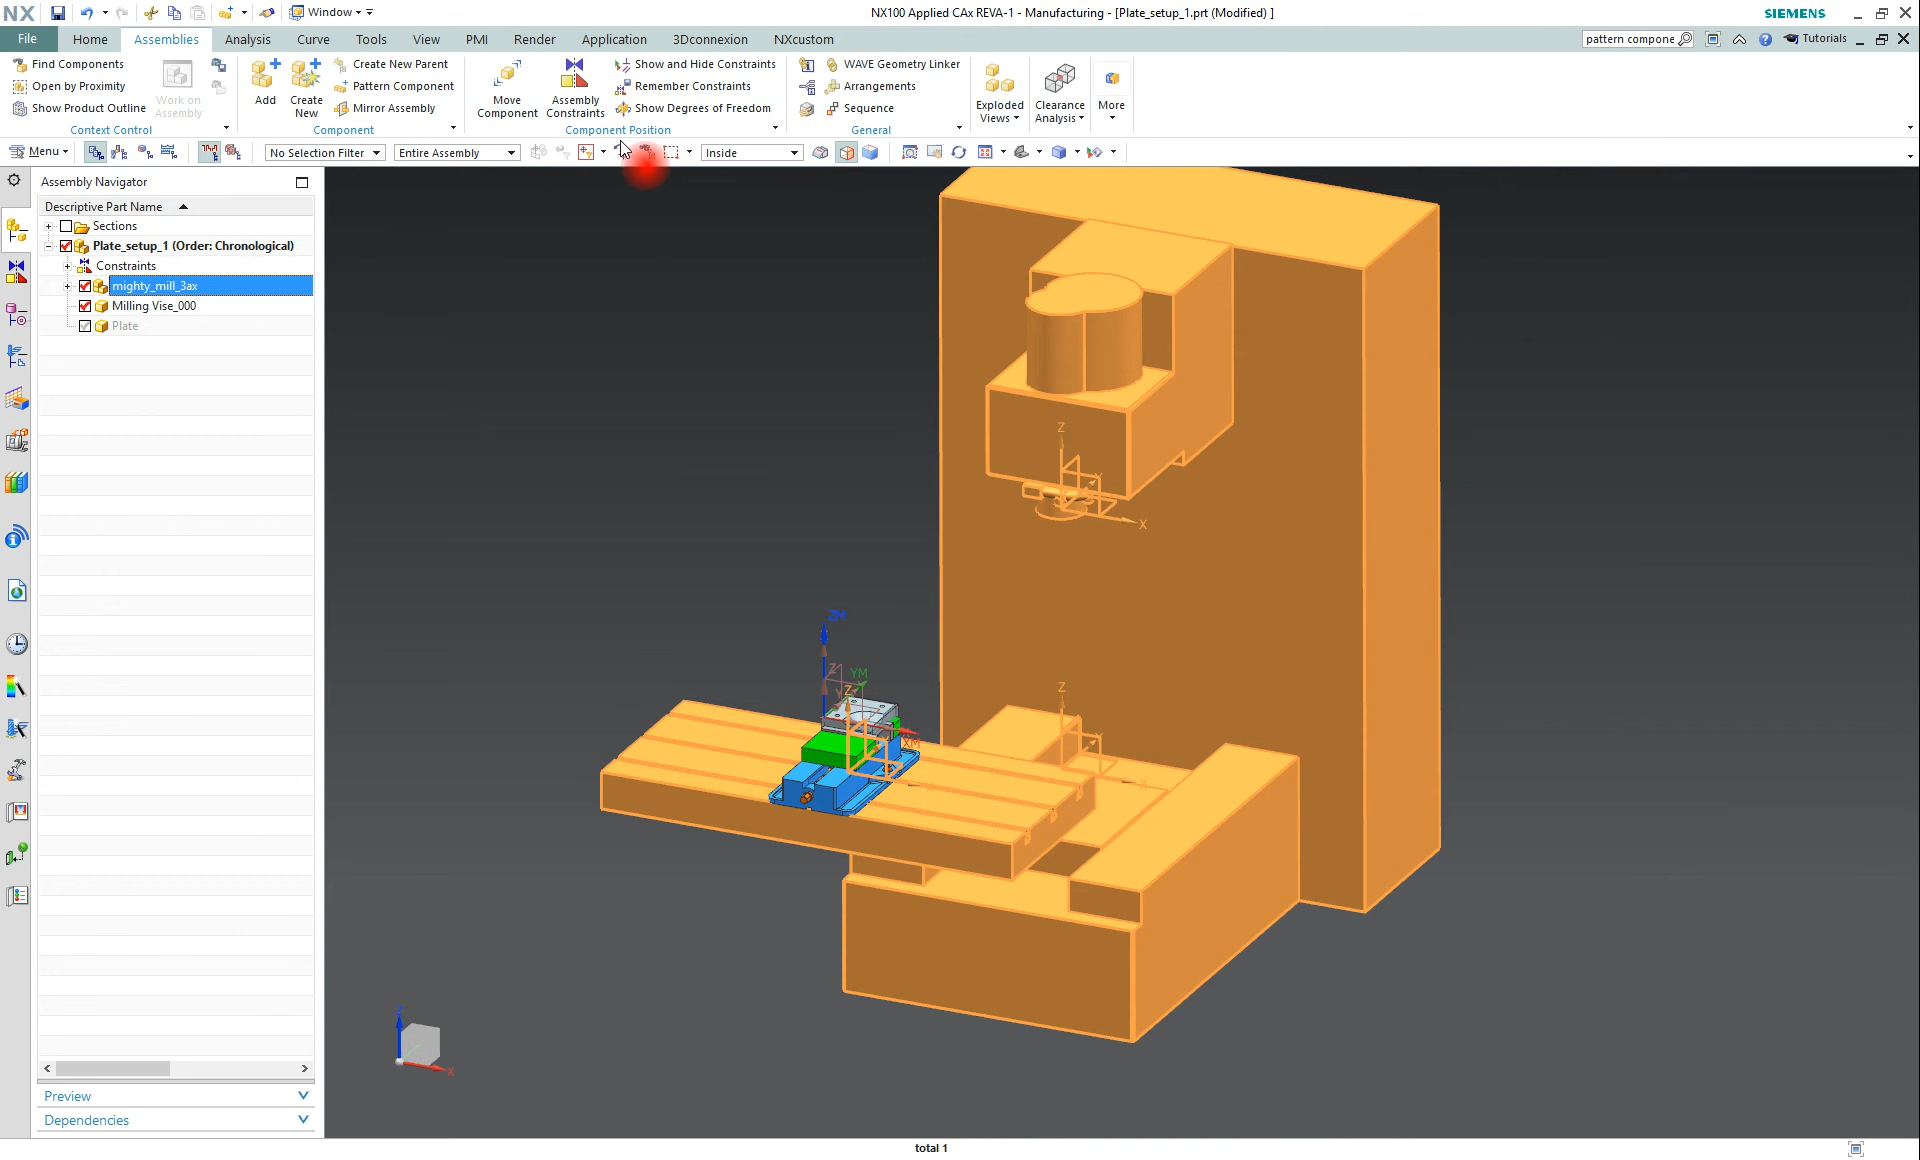 NX Window NX100 Applied CAx REVA-1 - Manufacturing - [Plate_setup_1.prt (Modified) ] SIEMENS
File Home Assemblies Analysis Curve Tools View PMI Render Application 3Dconnexion NXcustom pattern compone Tutorials
Find Components Create New Parent Show and Hide Constraints WAVE Geometry Linker
Open by Proximity Pattern Component Remember Constraints Arrangements
Show Product Outline Mirror Assembly Show Degrees of Freedom Sequence
Work on Assembly
Add
Create New
Move Component
Assembly Constraints
Exploded Views
Clearance Analysis
More
Context Control Component Component Position General
Menu No Selection Filter Entire Assembly Inside
Assembly Navigator
Descriptive Part Name
Sections
Plate_setup_1 (Order: Chronological)
Constraints
mighty_mill_3ax
Milling Vise_000
Plate
Z
X
ZM
Z
YM
Y
Z
XM
X
Z
X
X
Preview
Dependencies
total 1